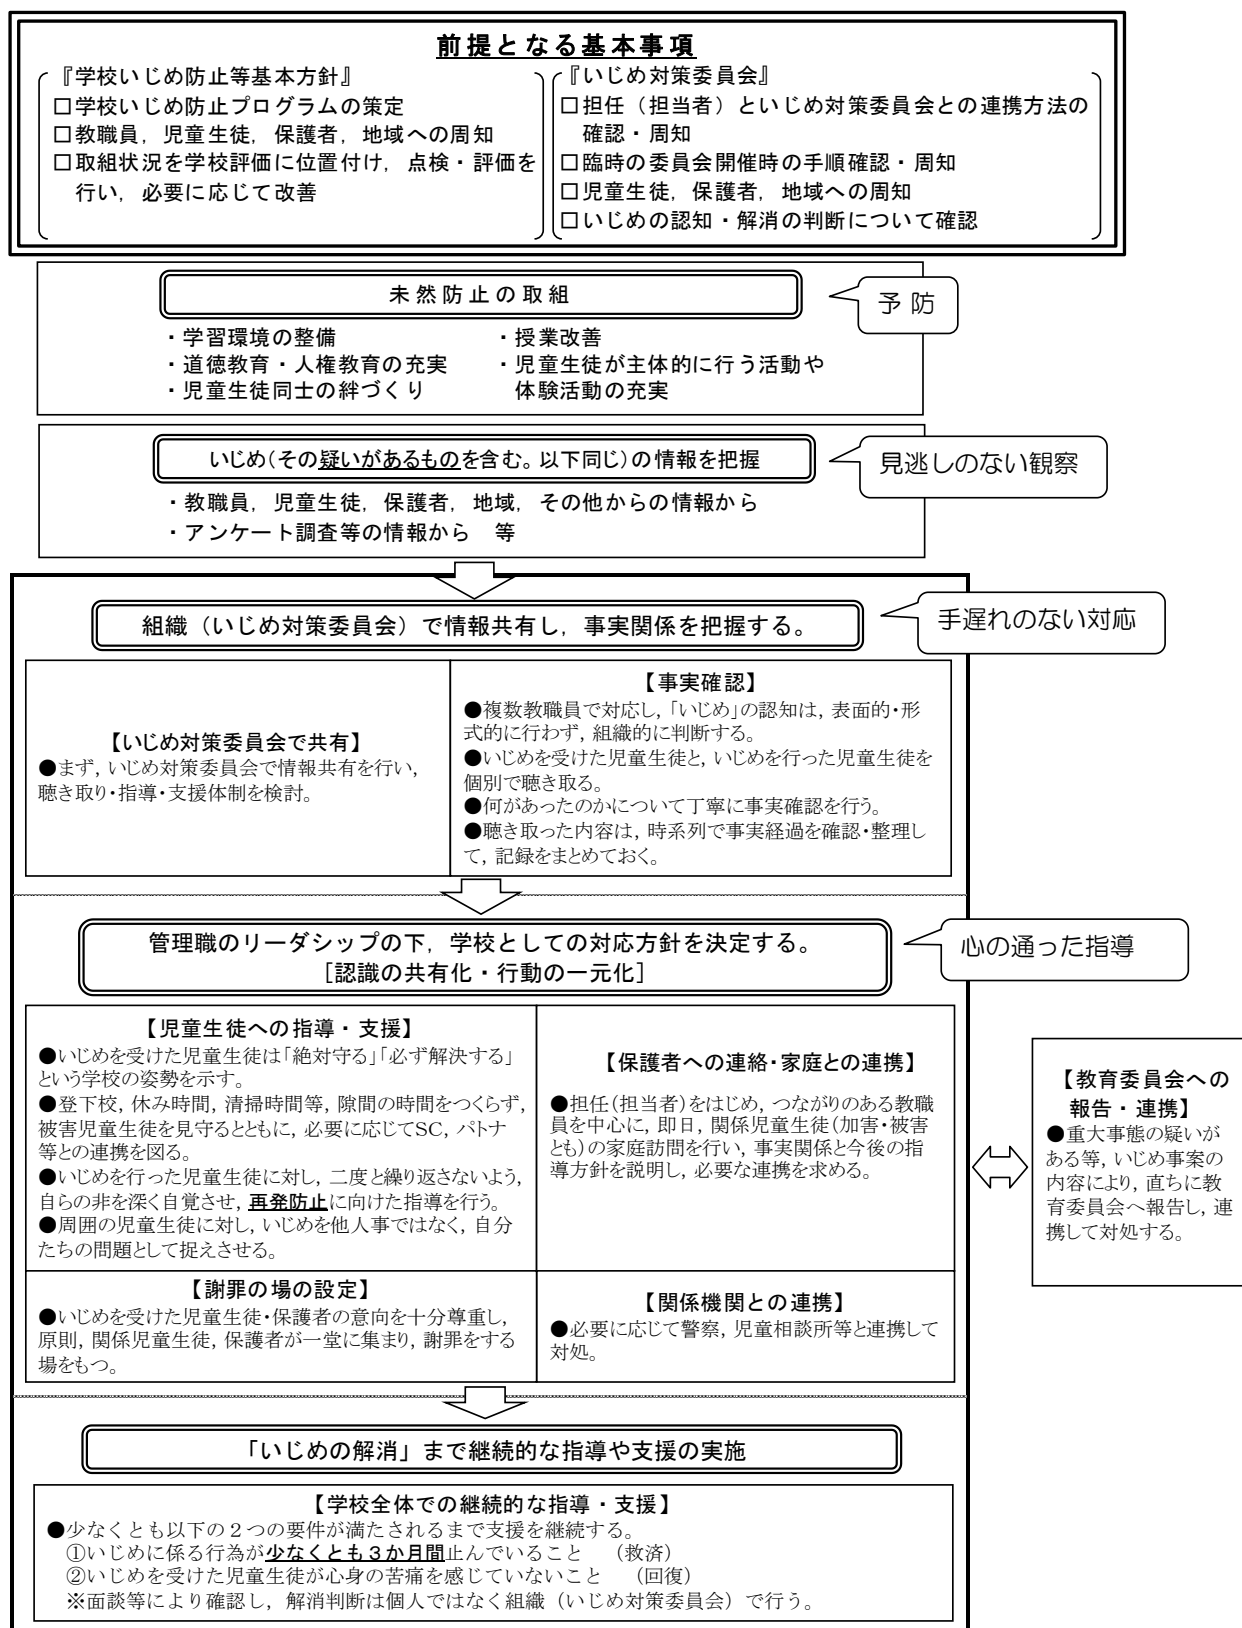 前提となる基本事項
『学校いじめ防止等基本方針』
□学校いじめ防止プログラムの策定
□教職員，児童生徒，保護者，地域への周知
□取組状況を学校評価に位置付け，点検・評価を
行い，必要に応じて改善
『いじめ対策委員会』
□担任（担当者）といじめ対策委員会との連携方法の
確認・周知
□臨時の委員会開催時の手順確認・周知
□児童生徒，保護者，地域への周知
□いじめの認知・解消の判断について確認
未然防止の取組
予防
・学習環境の整備
・道徳教育・人権教育の充実
・児童生徒同士の絆づくり
・授業改善
・児童生徒が主体的に行う活動や
体験活動の充実
いじめ（その疑いがあるものを含む。以下同じ）の情報を把握
見逃しのない観察
・教職員，児童生徒，保護者，地域，その他からの情報から
・アンケート調査等の情報から　等
組織（いじめ対策委員会）で情報共有し，事実関係を把握する。
手遅れのない対応
【いじめ対策委員会で共有】
●まず，いじめ対策委員会で情報共有を行い，
聴き取り・指導・支援体制を検討。
【事実確認】
●複数教職員で対応し，「いじめ」の認知は，表面的・形
式的に行わず，組織的に判断する。
●いじめを受けた児童生徒と，いじめを行った児童生徒を
個別で聴き取る。
●何があったのかについて丁寧に事実確認を行う。
●聴き取った内容は，時系列で事実経過を確認・整理し
て，記録をまとめておく。
管理職のリーダシップの下，学校としての対応方針を決定する。
［認識の共有化・行動の一元化］
心の通った指導
【児童生徒への指導・支援】
●いじめを受けた児童生徒は「絶対守る」「必ず解決する」
という学校の姿勢を示す。
●登下校，休み時間，清掃時間等，隙間の時間をつくらず，
被害児童生徒を見守るとともに，必要に応じてSC，パトナ
等との連携を図る。
●いじめを行った児童生徒に対し，二度と繰り返さないよう，
自らの非を深く自覚させ，再発防止に向けた指導を行う。
●周囲の児童生徒に対し，いじめを他人事ではなく，自分
たちの問題として捉えさせる。
【保護者への連絡・家庭との連携】
●担任（担当者）をはじめ，つながりのある教職
員を中心に，即日，関係児童生徒（加害・被害
とも）の家庭訪問を行い，事実関係と今後の指
導方針を説明し，必要な連携を求める。
【教育委員会への
報告・連携】
●重大事態の疑いが
ある等，いじめ事案の
内容により，直ちに教
育委員会へ報告し，連
携して対処する。
【謝罪の場の設定】
●いじめを受けた児童生徒・保護者の意向を十分尊重し，
原則，関係児童生徒，保護者が一堂に集まり，謝罪をする
場をもつ。
【関係機関との連携】
●必要に応じて警察，児童相談所等と連携して
対処。
「いじめの解消」まで継続的な指導や支援の実施
【学校全体での継続的な指導・支援】
●少なくとも以下の２つの要件が満たされるまで支援を継続する。
①いじめに係る行為が少なくとも３か月間止んでいること　（救済）
②いじめを受けた児童生徒が心身の苦痛を感じていないこと　（回復）
※面談等により確認し，解消判断は個人ではなく組織（いじめ対策委員会）で行う。